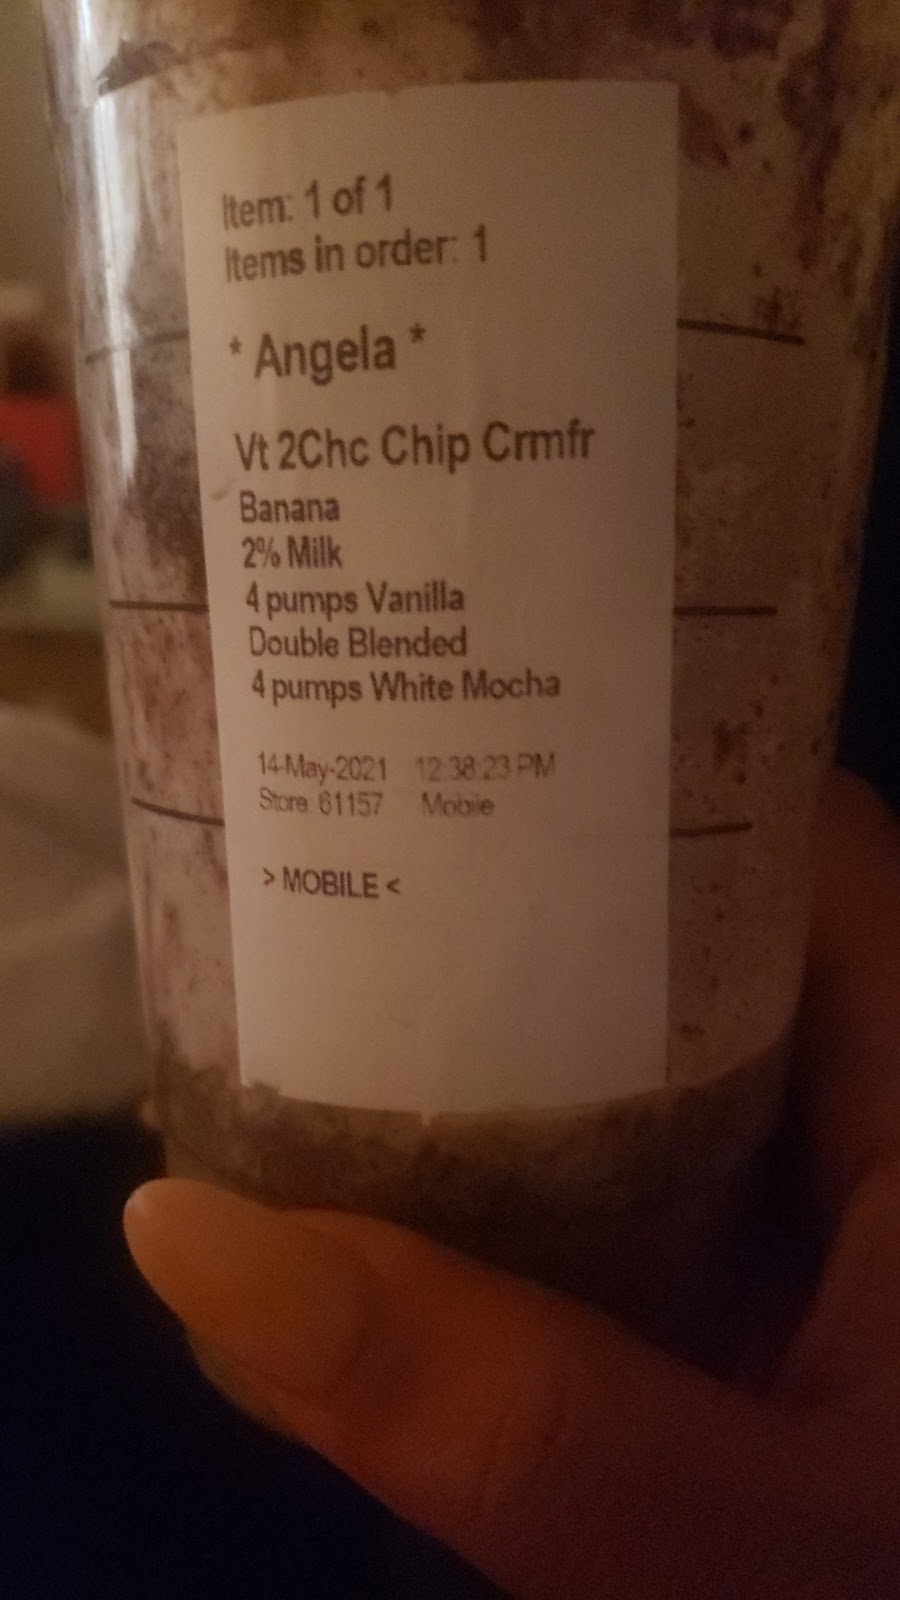 Item: 1 of 1
Items in order: 1
* Angela *
Vt 2Chc Chip Crmfr
Banana
2% Milk
4 pumps Vanilla
Double Blended
4 pumps White Mocha
14-May-2021 12:38:23 PM
Store 61157 Mobile
> MOBILE <